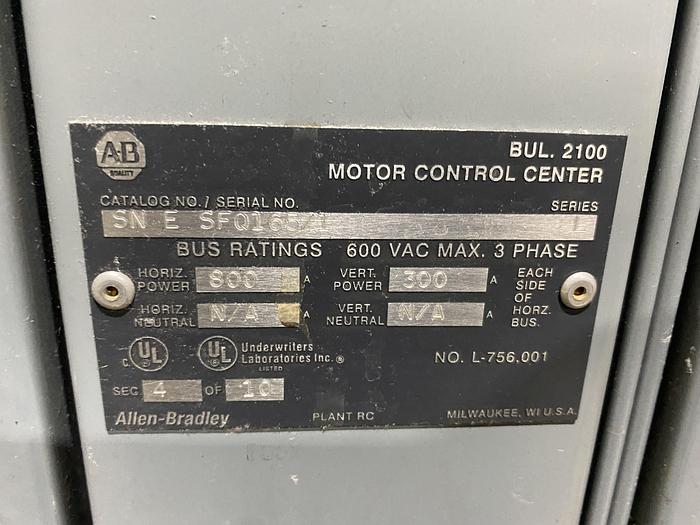 A-B
QUALITY
BUL. 2100
MOTOR CONTROL CENTER
CATALOG NO./ SERIAL NO.
SERIES
SN E
BUS RATINGS 600 VAC MAX. 3 PHASE
HORIZ. POWER 800 A VERT. POWER 300 A EACH SIDE OF HORZ. BUS.
HORIZ. NEUTRAL N/A A VERT. NEUTRAL N/A A
C UL UL Underwriters Laboratories Inc.®
LISTED
NO. L-756,001
SEC 4 OF 10
Allen-Bradley PLANT RC MILWAUKEE, WI U.S.A.